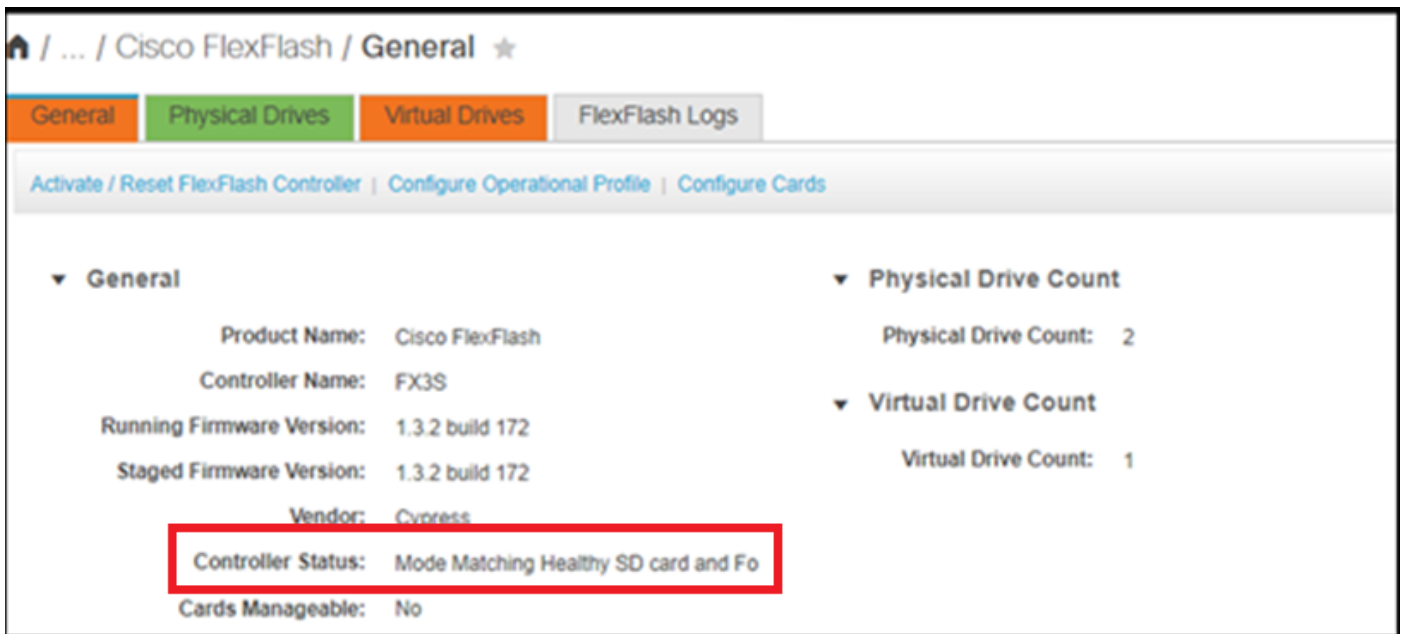 / ... / Cisco FlexFlash / General
General Physical Drives Virtual Drives FlexFlash Logs
Activate / Reset FlexFlash Controller | Configure Operational Profile | Configure Cards
General
Product Name: Cisco FlexFlash
Controller Name: FX3S
Running Firmware Version: 1.3.2 build 172
Staged Firmware Version: 1.3.2 build 172
Vendor: Cypress
Controller Status: Mode Matching Healthy SD card and Fo
Cards Manageable: No
Physical Drive Count
Physical Drive Count: 2
Virtual Drive Count
Virtual Drive Count: 1